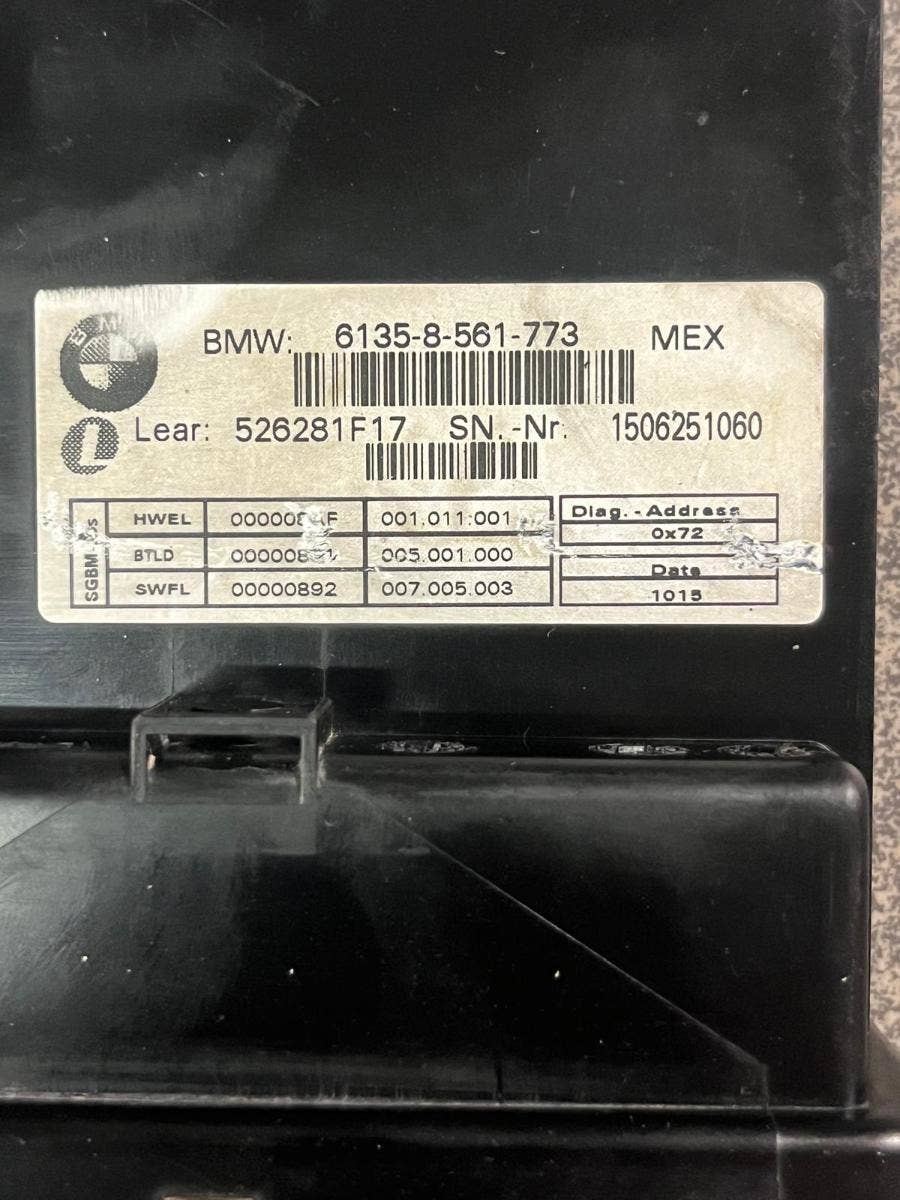 BMW
BMW: 6135-8-561-773 MEX
Lear: 526281F17 SN.-Nr. 1506251060
HWEL 001.011.001
BTLD 005.001.000
SWFL 00000892 007.005.003
Diag.-Address
0x72
Date
1015